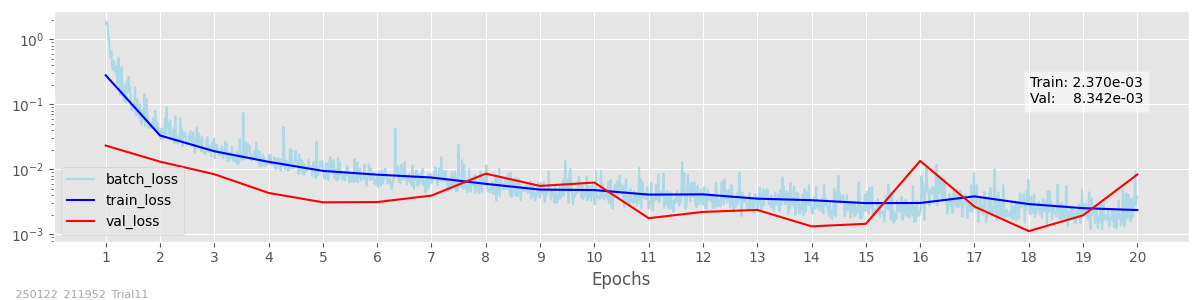 10⁰
10⁻¹
10⁻²
10⁻³
Train: 2.370e-03
Val: 8.342e-03
batch_loss
train_loss
val_loss
1 2 3 4 5 6 7 8 9 10 11 12 13 14 15 16 17 18 19 20
Epochs
250122_211952_Trial11